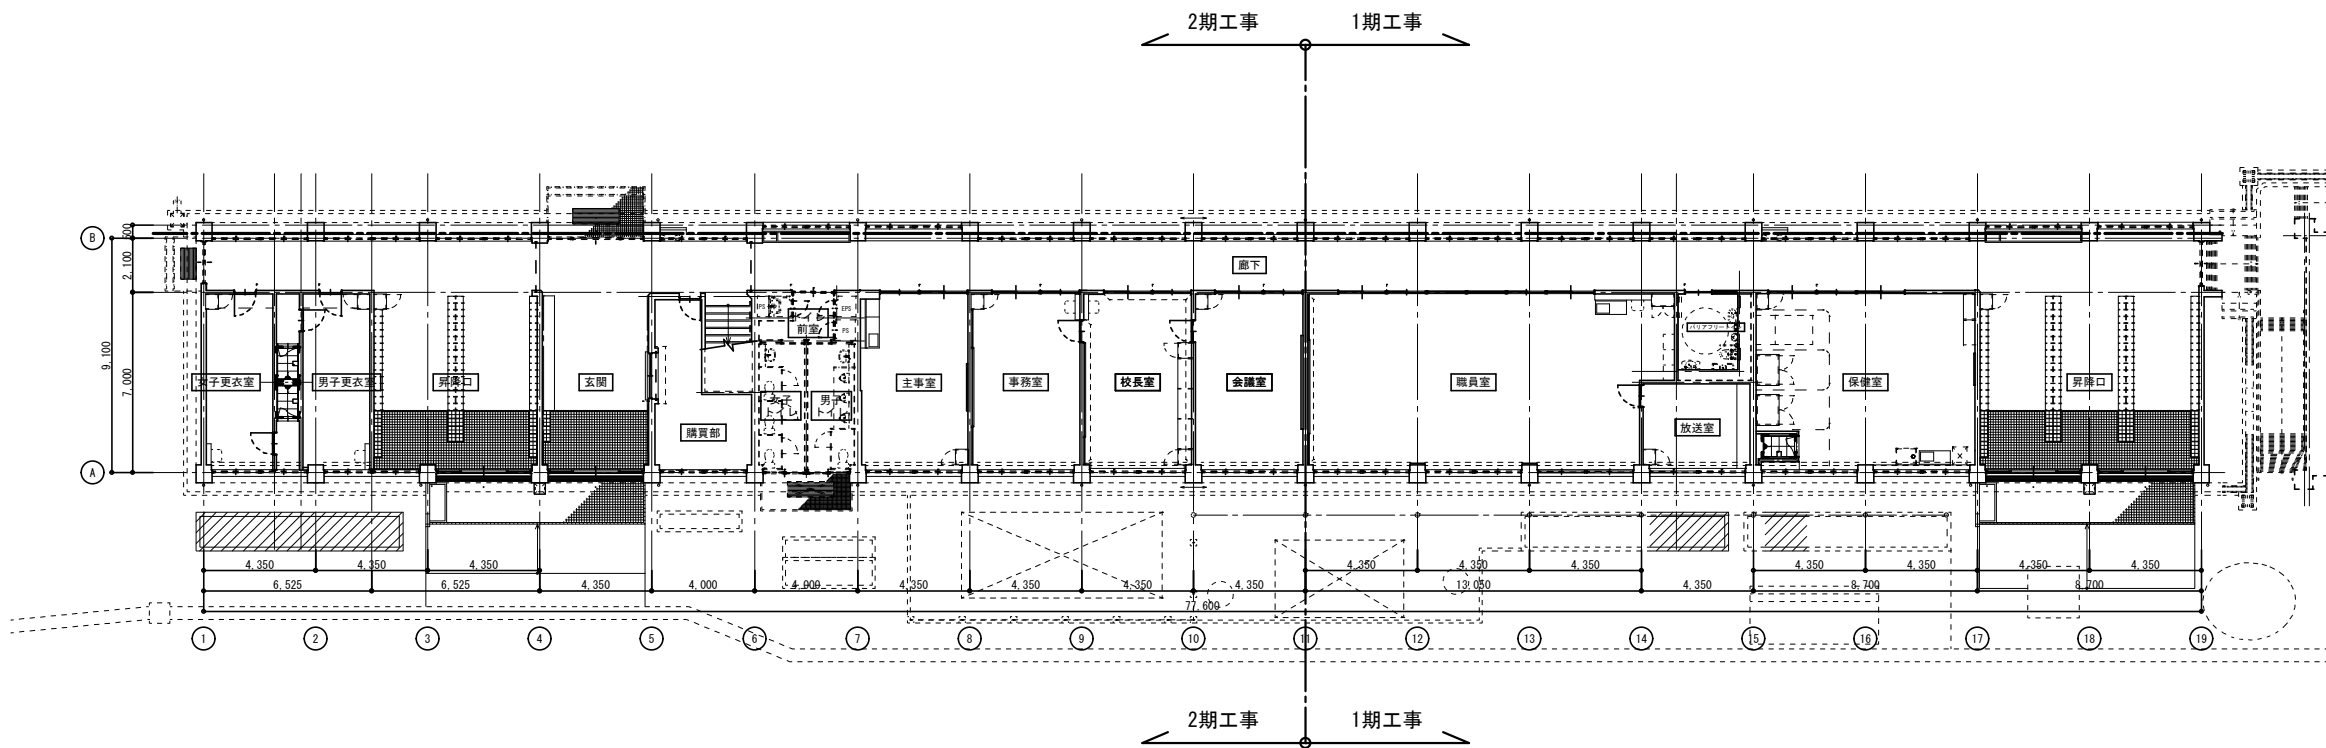 2期工事
1期工事
B
600
2,100
廊下
9,100
7,000
IPS
EPS
PS
前室
バリアフリートイレ
女子更衣室
男子更衣室
昇降口
玄関
主事室
事務室
校長室
会議室
職員室
保健室
昇降口
女子
トイレ
男子
トイレ
購買部
放送室
A
4,350
4,350
4,350
4,350
4,350
4,350
4,350
4,350
4,350
4,350
6,525
6,525
4,350
4,000
4,000
4,350
4,350
4,350
4,350
13,050
4,350
8,700
8,700
77,600
1
2
3
4
5
6
7
8
9
10
11
12
13
14
15
16
17
18
19
2期工事
1期工事